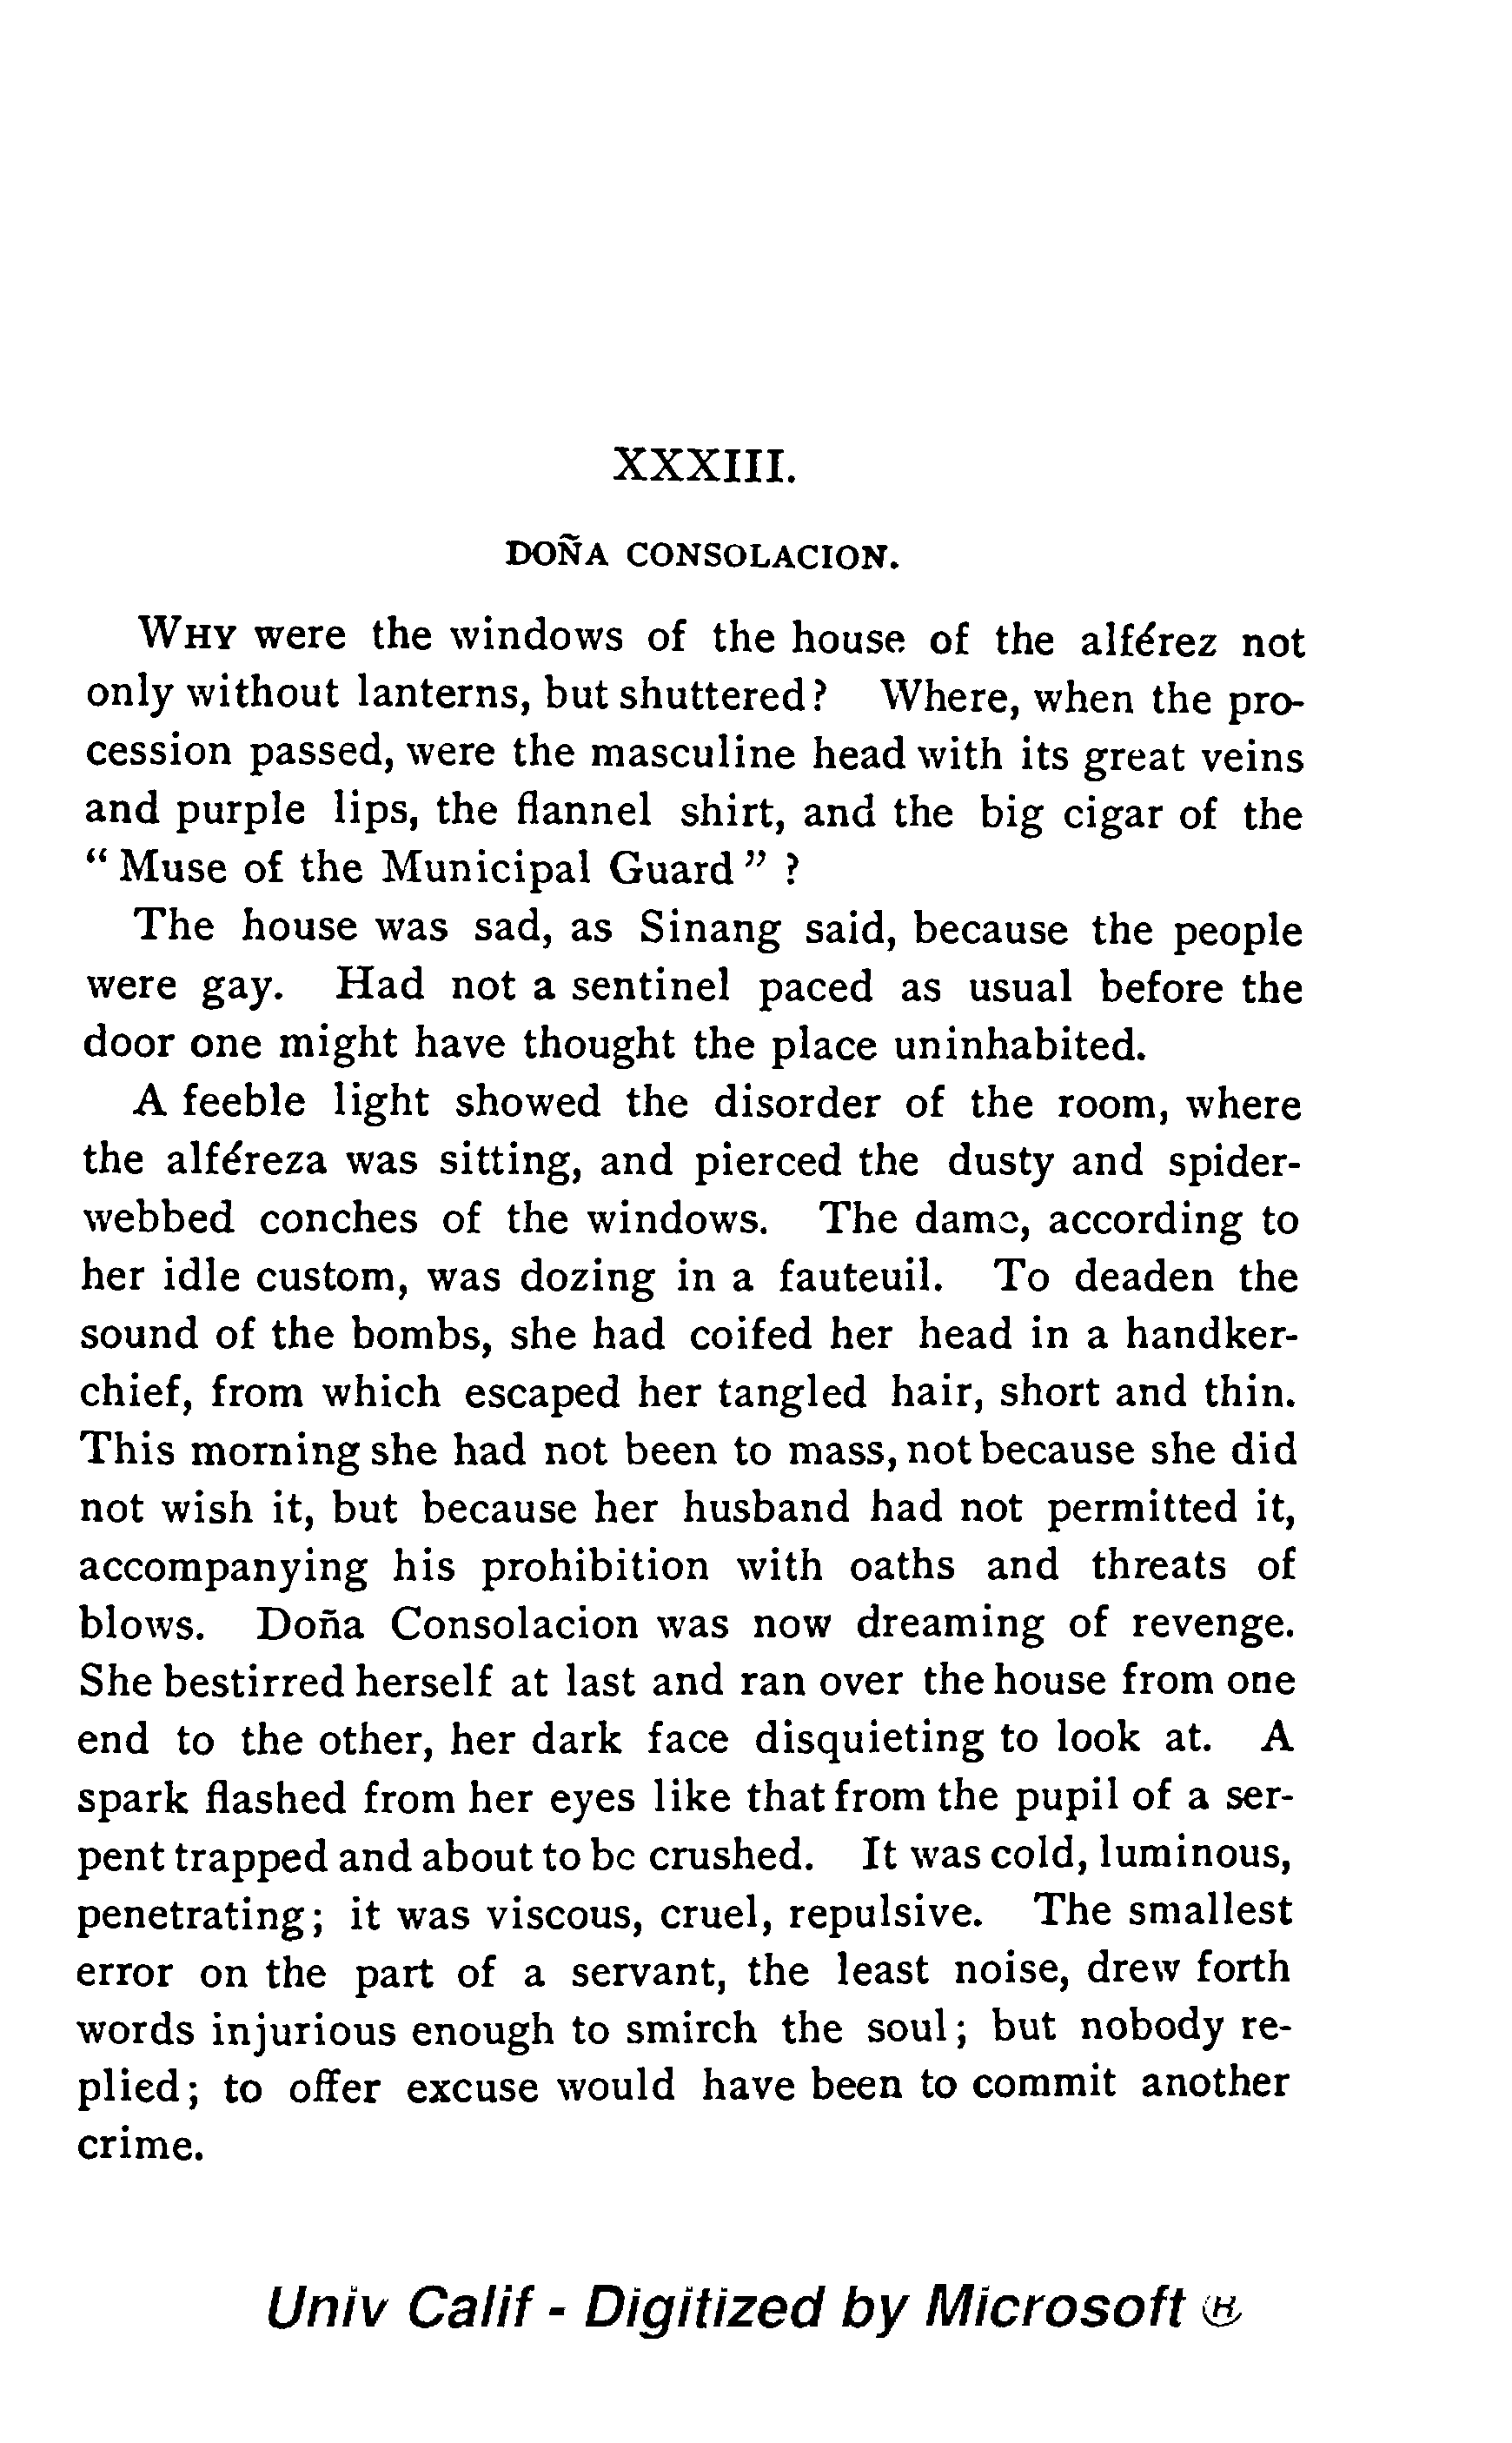 XXXIII.
DOÑA CONSOLACION.
WHY were the windows of the house of the alférez not
only without lanterns, but shuttered? Where, when the pro-
cession passed, were the masculine head with its great veins
and purple lips, the flannel shirt, and the big cigar of the
“Muse of the Municipal Guard”?
The house was sad, as Sinang said, because the people
were gay. Had not a sentinel paced as usual before the
door one might have thought the place uninhabited.
A feeble light showed the disorder of the room, where
the alféreza was sitting, and pierced the dusty and spider-
webbed conches of the windows. The dame, according to
her idle custom, was dozing in a fauteuil. To deaden the
sound of the bombs, she had coifed her head in a handker-
chief, from which escaped her tangled hair, short and thin.
This morning she had not been to mass, not because she did
not wish it, but because her husband had not permitted it,
accompanying his prohibition with oaths and threats of
blows. Doña Consolacion was now dreaming of revenge.
She bestirred herself at last and ran over the house from one
end to the other, her dark face disquieting to look at. A
spark flashed from her eyes like that from the pupil of a ser-
pent trapped and about to be crushed. It was cold, luminous,
penetrating; it was viscous, cruel, repulsive. The smallest
error on the part of a servant, the least noise, drew forth
words injurious enough to smirch the soul; but nobody re-
plied; to offer excuse would have been to commit another
crime.
Univ Calif - Digitized by Microsoft ®